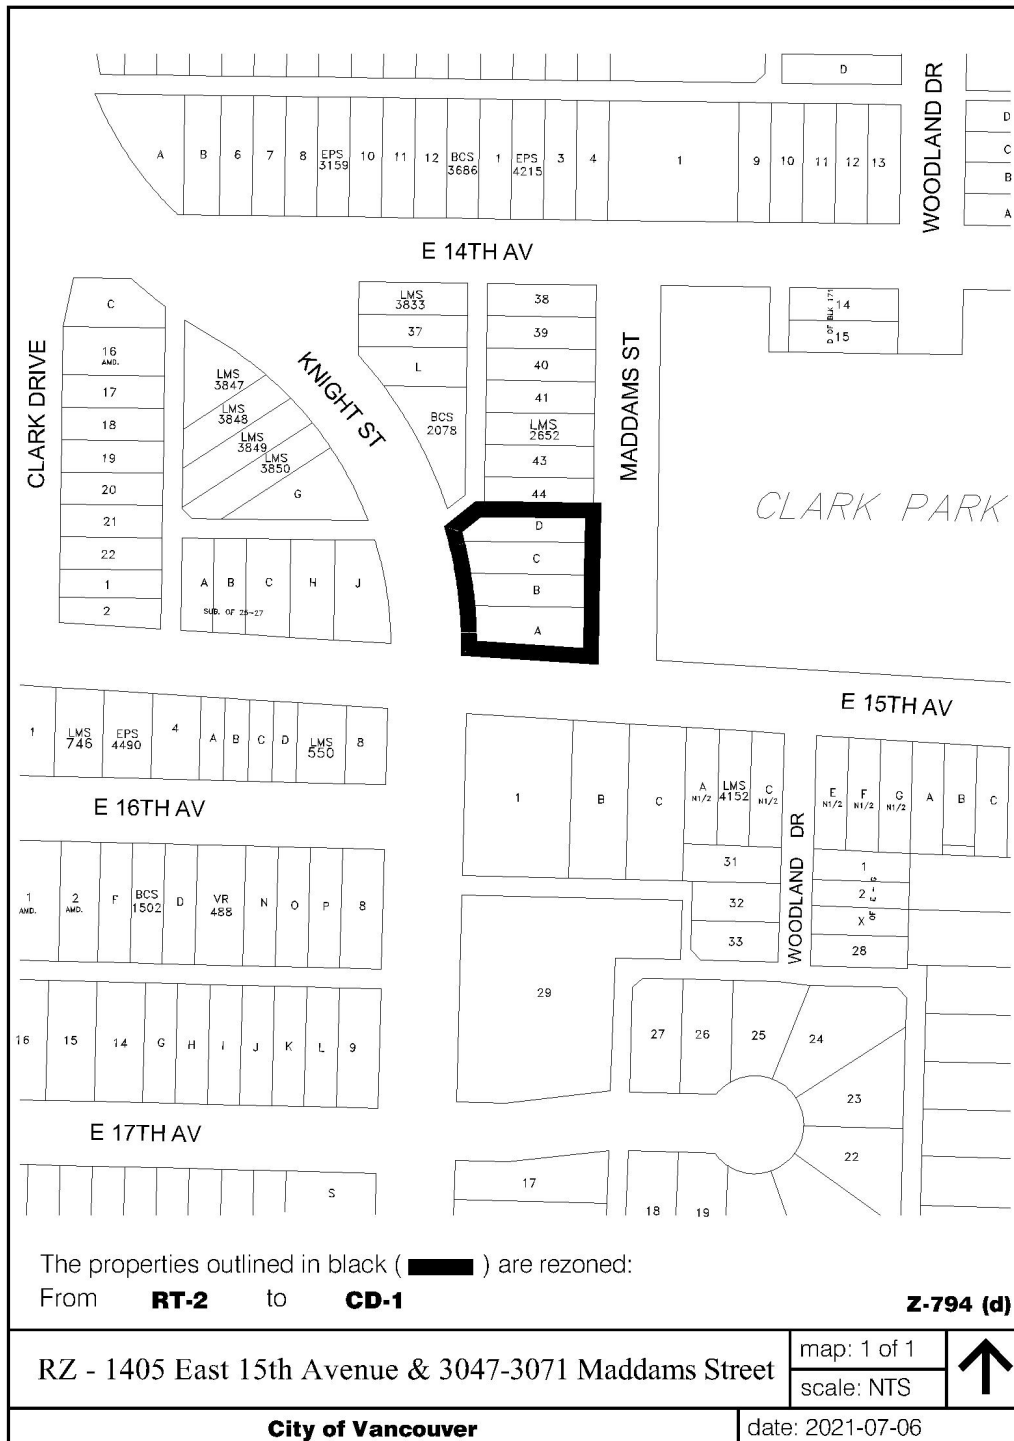 D
WOODLAND DR
A B 6 7 8 EPS 3159 10 11 12 BCS 3686 1 EPS 4215 3 4 1 9 10 11 12 13
D
C
B
A
E 14TH AV
C
16 AMD.
17
18
19
20
21
22
1
2
CLARK DRIVE
LMS 3847
LMS 3848
LMS 3849
LMS 3850
G
KNIGHT ST
LMS 3833
37
L
BCS 2078
38
39
40
41
LMS 2652
43
44
D
C
B
A
MADDAMS ST
14
15
D OF BLK 171
CLARK PARK
A B C H J
SUB. OF 25-27
E 15TH AV
1 LMS 746 EPS 4490 4 A B C D LMS 550 8
E 16TH AV
1 B C A N1/2 LMS 4152 C N1/2
E N1/2 F N1/2 G N1/2 A B C
31
32
33
WOODLAND DR
1
2
X
28
OF E - G
1 AMD. 2 AMD. F BCS 1502 D VR 488 N O P 8
29
27 26 25 24
23
22
16 15 14 G H I J K L 9
E 17TH AV
S
17
18 19
The properties outlined in black ( ) are rezoned:
From RT-2 to CD-1
Z-794 (d)
RZ - 1405 East 15th Avenue & 3047-3071 Maddams Street
map: 1 of 1
scale: NTS
City of Vancouver
date: 2021-07-06